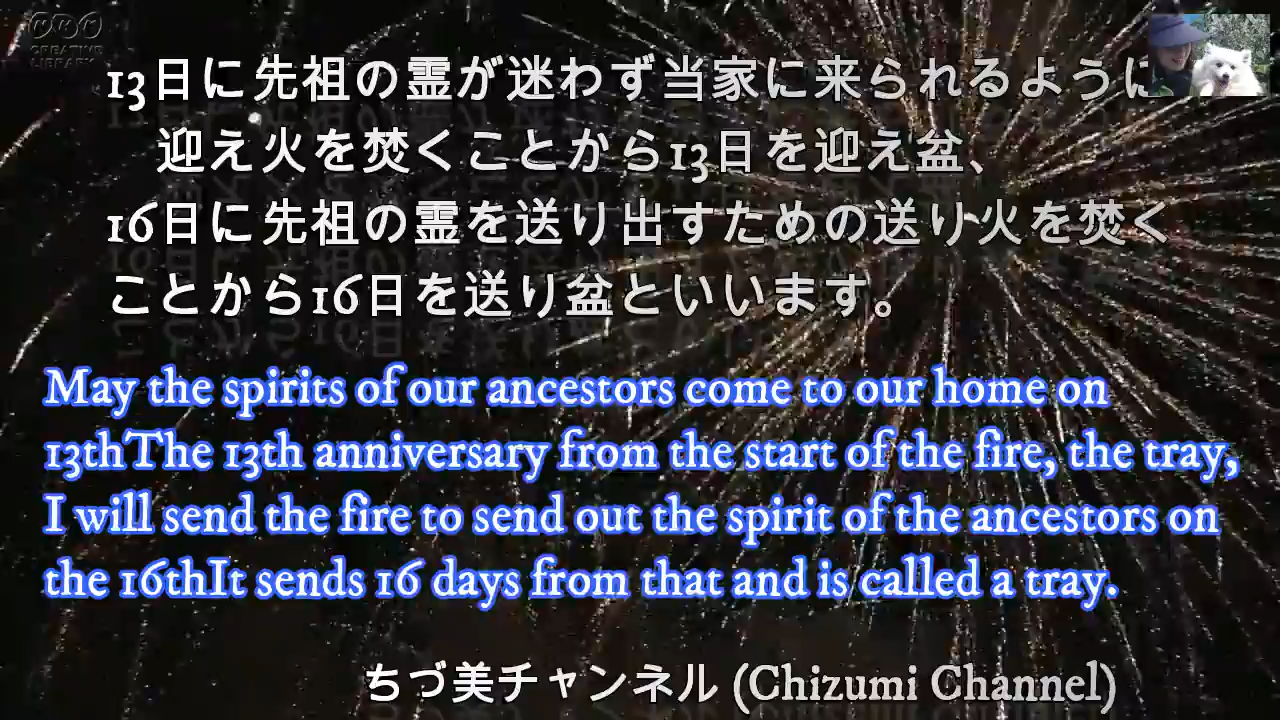 NHK
CREATIVE
LIBRARY
13日に先祖の霊が迷わず当家に来られるように
迎え火を焚くことから13日を迎え盆、
16日に先祖の霊を送り出すための送り火を焚く
ことから16日を送り盆といいます。
May the spirits of our ancestors come to our home on
13thThe 13th anniversary from the start of the fire, the tray,
I will send the fire to send out the spirit of the ancestors on
the 16thIt sends 16 days from that and is called a tray.
ちづ美チャンネル (Chizumi Channel)